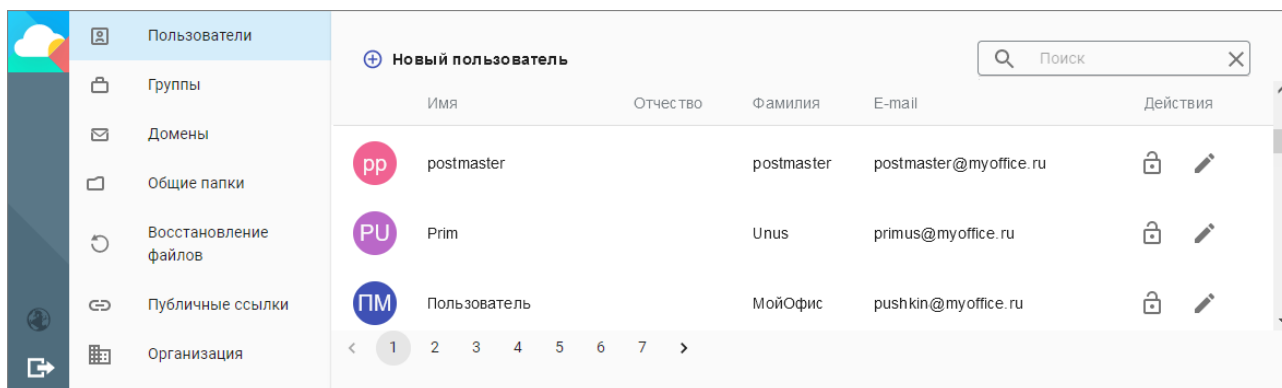 Пользователи
Группы
Домены
Общие папки
Восстановление
файлов
Публичные ссылки
Организация
Новый пользователь
Поиск
Имя Отчество Фамилия E-mail Действия
pp postmaster postmaster postmaster@myoffice.ru
PU Prim Unus primus@myoffice.ru
ПМ Пользователь МойОфис pushkin@myoffice.ru
1 2 3 4 5 6 7